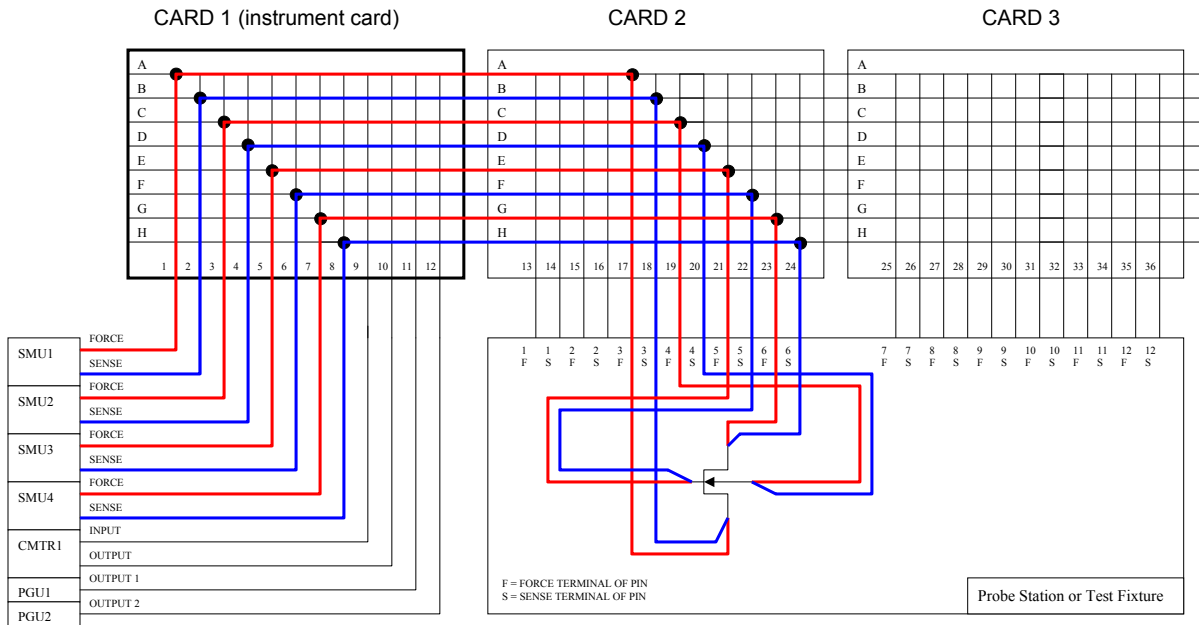 CARD 1 (instrument card) CARD 2 CARD 3
A A A
B B B
C C C
D D D
E E E
F F F
G G G
H H H
1 2 3 4 5 6 7 8 9 10 11 12 13 14 15 16 17 18 19 20 21 22 23 24 25 26 27 28 29 30 31 32 33 34 35 36
SMU1 FORCE
SENSE
SMU2 FORCE
SENSE
SMU3 FORCE
SENSE
SMU4 FORCE
SENSE
CMTR1 INPUT
OUTPUT
PGU1 OUTPUT 1
PGU2 OUTPUT 2
1 1 2 2 3 3 4 4 5 5 6 6 7 7 8 8 9 9 10 10 11 11 12 12
F S F S F S F S F S F S F S F S F S F S F S F S
F = FORCE TERMINAL OF PIN
S = SENSE TERMINAL OF PIN
Probe Station or Test Fixture